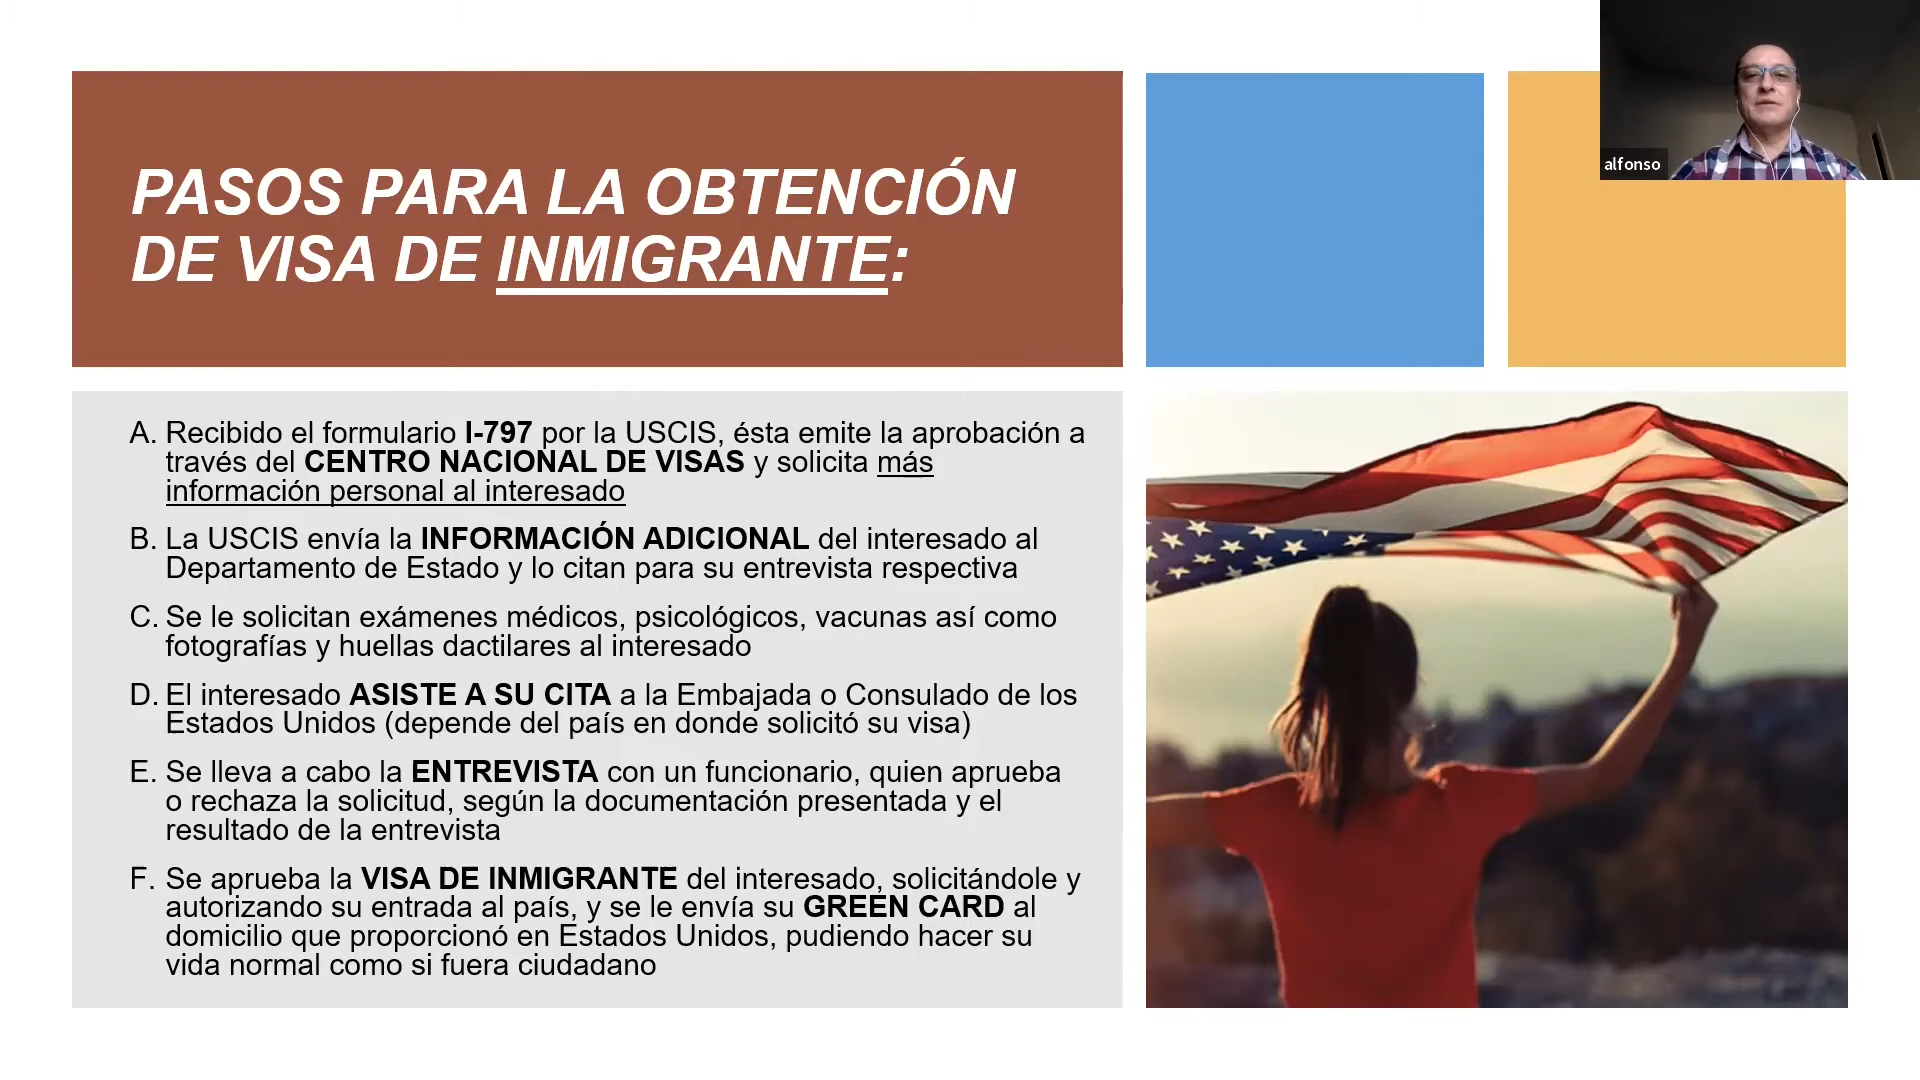 PASOS PARA LA OBTENCIÓN
DE VISA DE INMIGRANTE:
alfonso
A. Recibido el formulario I-797 por la USCIS, ésta emite la aprobación a
través del CENTRO NACIONAL DE VISAS y solicita más
información personal al interesado
B. La USCIS envía la INFORMACIÓN ADICIONAL del interesado al
Departamento de Estado y lo citan para su entrevista respectiva
C. Se le solicitan exámenes médicos, psicológicos, vacunas así como
fotografías y huellas dactilares al interesado
D. El interesado ASISTE A SU CITA a la Embajada o Consulado de los
Estados Unidos (depende del país en donde solicitó su visa)
E. Se lleva a cabo la ENTREVISTA con un funcionario, quien aprueba
o rechaza la solicitud, según la documentación presentada y el
resultado de la entrevista
F. Se aprueba la VISA DE INMIGRANTE del interesado, solicitándole y
autorizando su entrada al país, y se le envía su GREEN CARD al
domicilio que proporcionó en Estados Unidos, pudiendo hacer su
vida normal como si fuera ciudadano